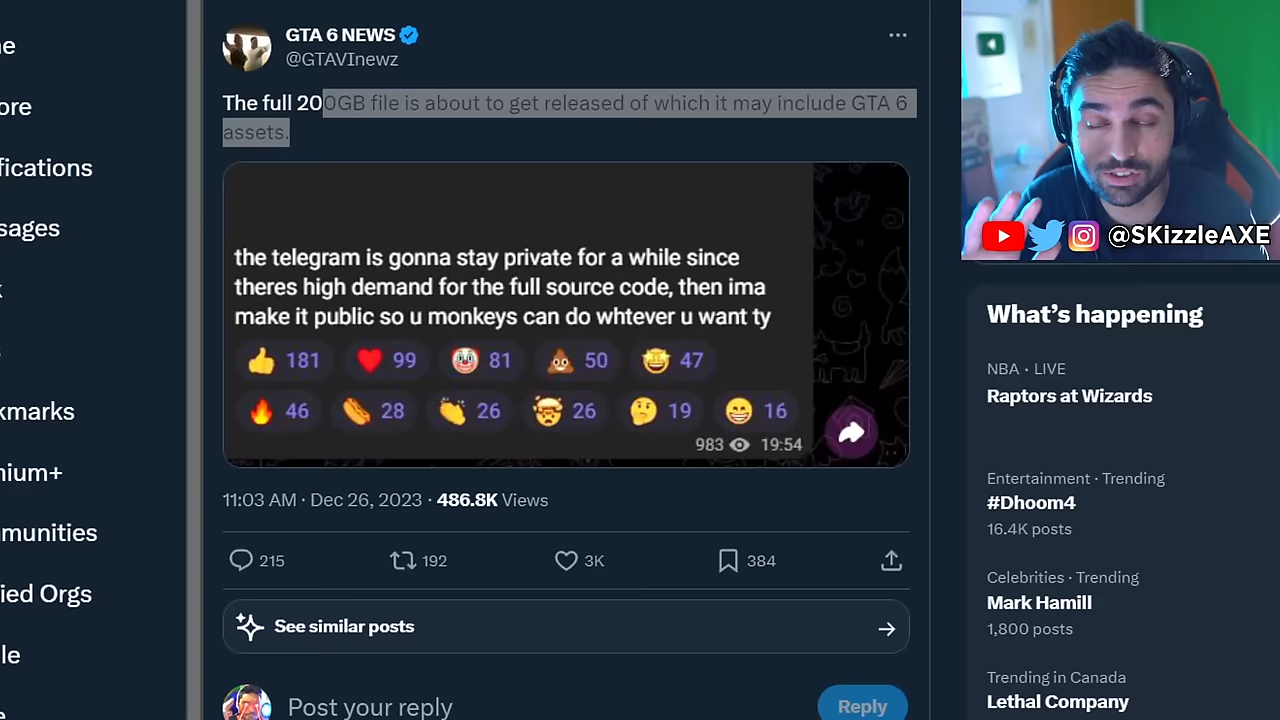 ne
ore
fications
sages
k
kmarks
nium+
mmunities
ied Orgs
le
GTA 6 NEWS
@GTAVInewz
The full 200GB file is about to get released of which it may include GTA 6
assets.
the telegram is gonna stay private for a while since
theres high demand for the full source code, then ima
make it public so u monkeys can do whtever u want ty
181 99 81 50 47
46 28 26 26 19 16
983 19:54
11:03 AM · Dec 26, 2023 · 486.8K Views
215 192 3K 384
See similar posts
Post your reply
Reply
@SKizzleAXE
What's happening
NBA · LIVE
Raptors at Wizards
Entertainment · Trending
#Dhoom4
16.4K posts
Celebrities · Trending
Mark Hamill
1,800 posts
Trending in Canada
Lethal Company